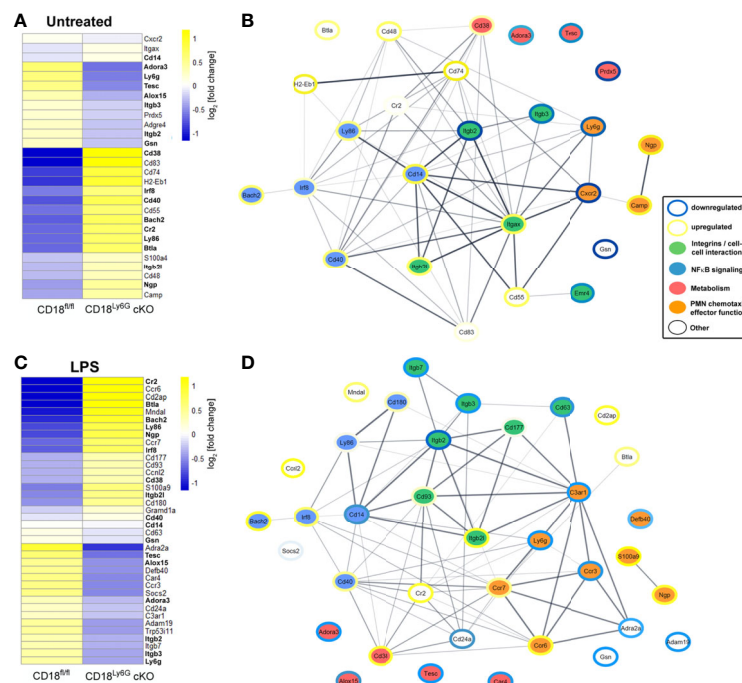 A
Untreated
Cxcr2
Itgax
Cd14
Adora3
Ly6g
Tesc
Alox15
Itgb3
Prdx5
Adgre4
Itgb2
Gsn
Cd38
Cd83
Cd74
H2-Eb1
Irf8
Cd40
Cd55
Bach2
Cr2
Ly86
Btla
S100a4
Itgb2l
Cd48
Ngp
Camp
CD18fl/fl
CD18Ly6G cKO
1
0.5
0
-0.5
-1
log2 [fold change]
B
Btla
Cd48
Cd38
Adora3
Tesc
Prdx5
H2-Eb1
Cd74
Cr2
Ly86
Itgb2
Itgb3
Ly6g
Ngp
Cd14
Bach2
Irf8
Cxcr2
Camp
Itgax
Gsn
Cd40
Itgb2l
Cd55
Emr4
Cd83
downregulated
upregulated
Integrins / cell-
cell interaction
NFκB signaling
Metabolism
PMN chemotax
effector functio
Other
C
LPS
Cr2
Ccr6
Cd2ap
Btla
Mndal
Bach2
Ly86
Ngp
Ccr7
Irf8
Cd177
Cd93
Ccnl2
Cd38
S100a9
Itgb2l
Cd180
Gramd1a
Cd40
Cd14
Cd63
Gsn
Adra2a
Tesc
Alox15
Defb40
Car4
Ccr3
Socs2
Adora3
Cd24a
C3ar1
Adam19
Trp53i11
Itgb2
Itgb7
Itgb3
Ly6g
CD18fl/fl
CD18Ly6G cKO
1
0.5
0
-0.5
-1
log2 [fold change]
D
Itgb7
Mndal
Cd180
Itgb3
Cd63
Cd2ap
Ly86
Itgb2
Cd177
Btla
Ccnl2
Cd93
C3ar1
Bach2
Irf8
Cd14
Defb40
Socs2
Itgb2l
Ly6g
S100a9
Cd40
Cr2
Ccr7
Ccr3
Ngp
Adora3
Cd24a
Adra2a
Adam19
Cd38
Ccr6
Gsn
Alox15
Tesc
Car4